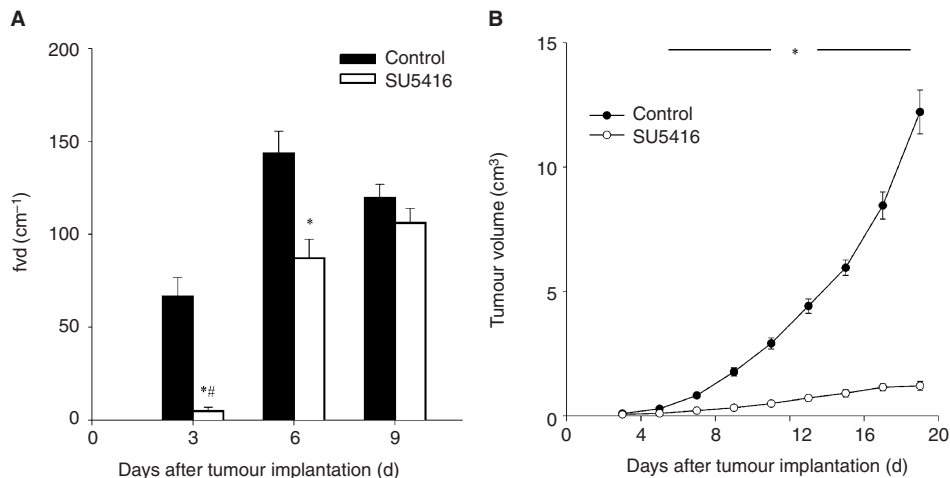 A
200
150
100
50
0
fvd (cm⁻¹)
Control
SU5416
*#
*
0 3 6 9
Days after tumour implantation (d)
B
15
10
5
0
Tumour volume (cm³)
*
Control
SU5416
0 4 8 12 16 20
Days after tumour implantation (d)